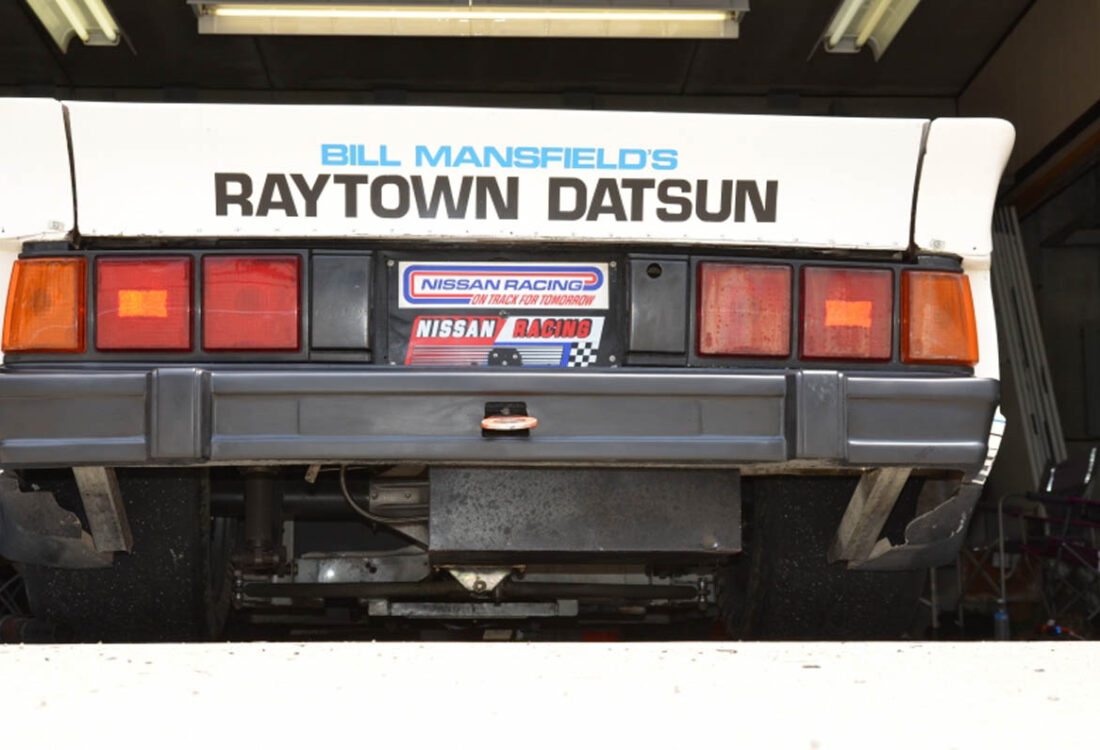 BILL MANSFIELD'S
RAYTOWN DATSUN
NISSAN RACING
ON TRACK FOR TOMORROW
NISSAN RACING